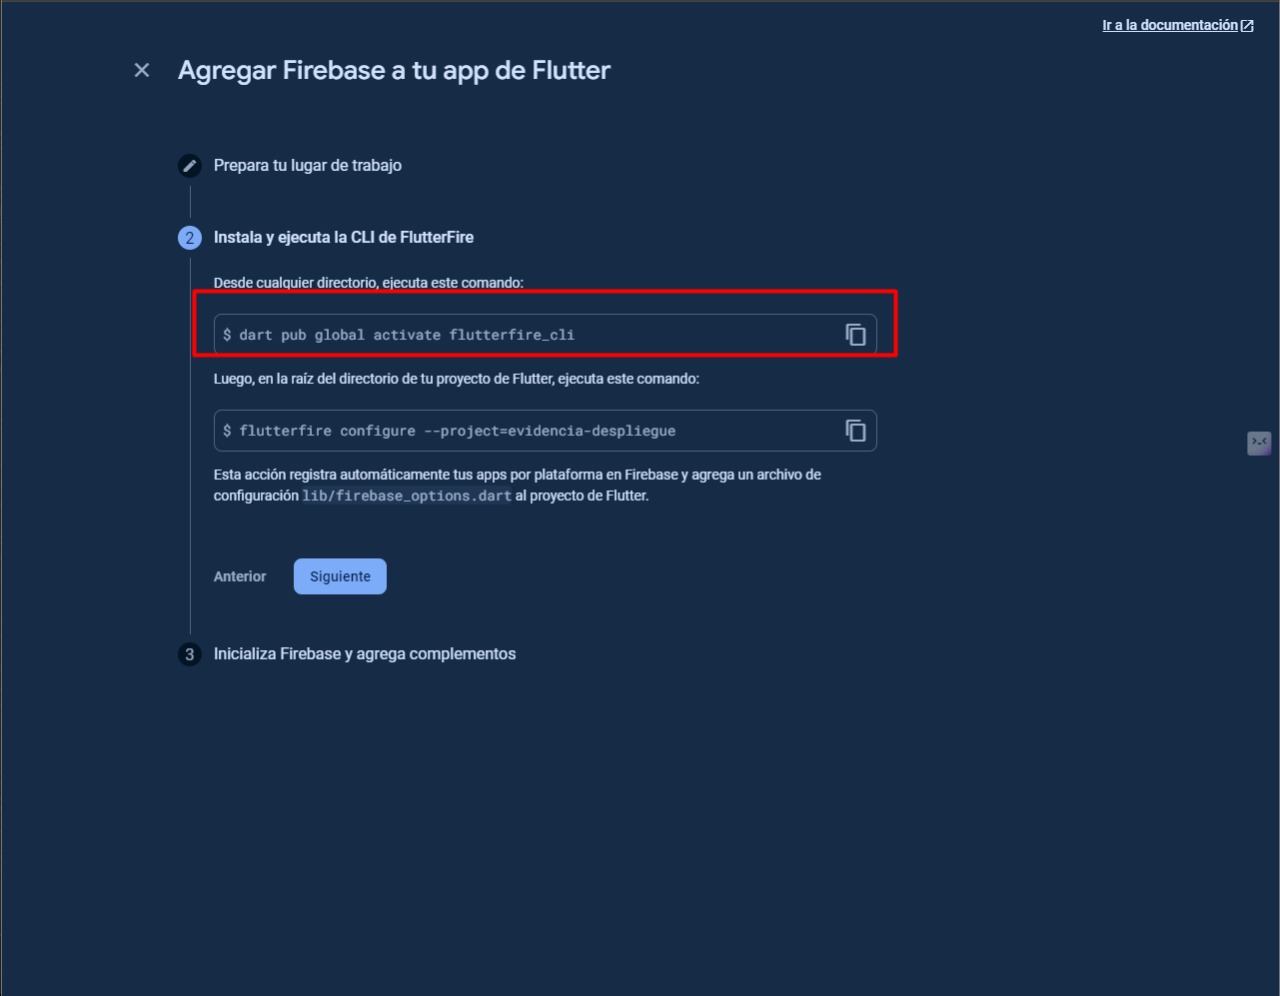 Ir a la documentación
Agregar Firebase a tu app de Flutter
Prepara tu lugar de trabajo
2 Instala y ejecuta la CLI de FlutterFire
Desde cualquier directorio, ejecuta este comando:
$ dart pub global activate flutterfire_cli
Luego, en la raíz del directorio de tu proyecto de Flutter, ejecuta este comando:
$ flutterfire configure --project=evidencia-despliegue
Esta acción registra automáticamente tus apps por plataforma en Firebase y agrega un archivo de
configuración lib/firebase_options.dart al proyecto de Flutter.
Anterior Siguiente
3 Inicializa Firebase y agrega complementos